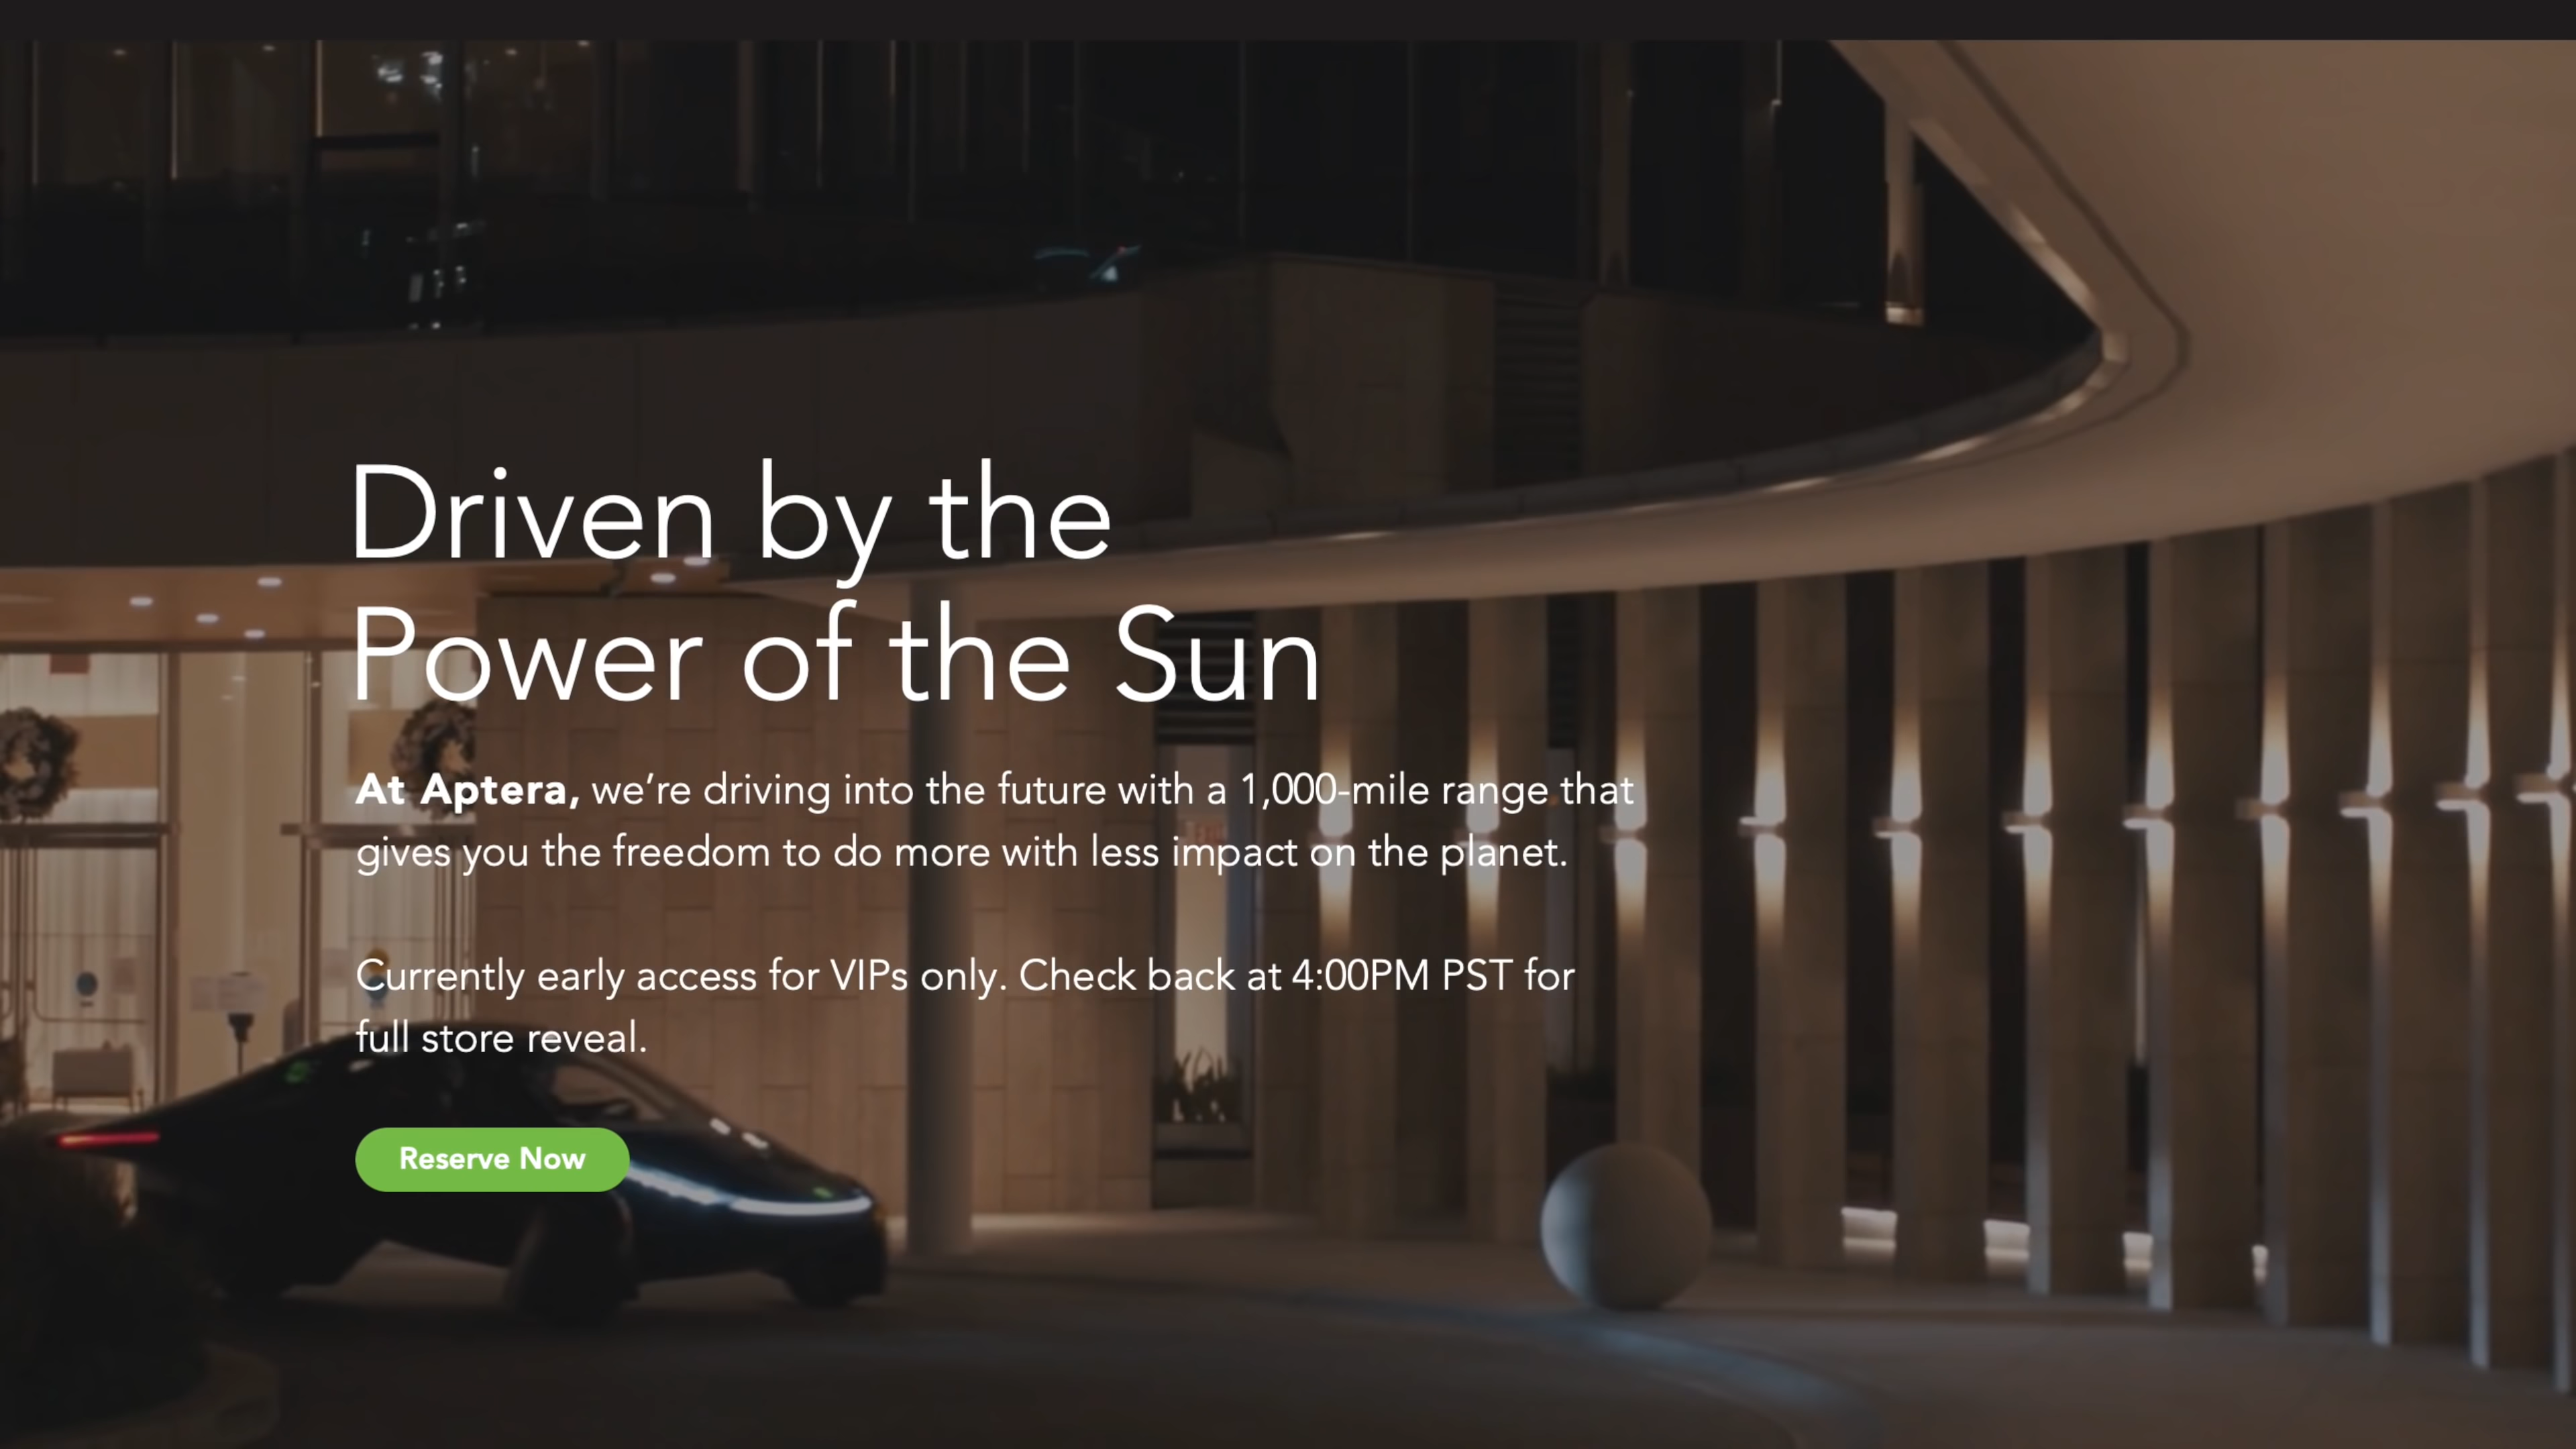 Driven by the
Power of the Sun
At Aptera, we’re driving into the future with a 1,000-mile range that
gives you the freedom to do more with less impact on the planet.
Currently early access for VIPs only. Check back at 4:00PM PST for
full store reveal.
Reserve Now